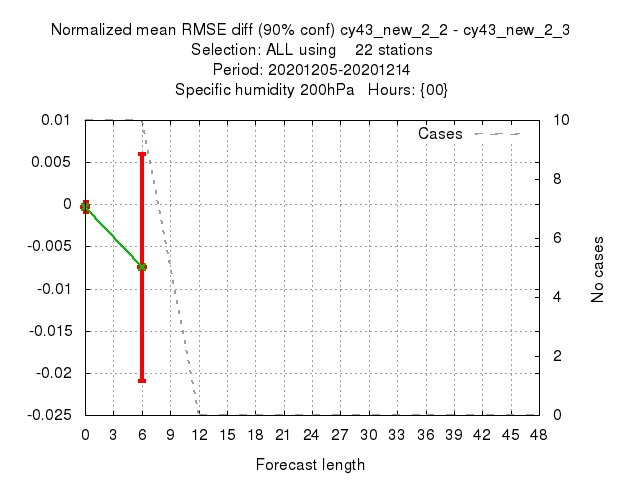 Normalized mean RMSE diff (90% conf) cy43_new_2_2 - cy43_new_2_3
Selection: ALL using    22 stations
Period: 20201205-20201214
Specific humidity 200hPa   Hours: {00}
Cases
0.01
0.005
0
-0.005
-0.01
-0.015
-0.02
-0.025
10
8
6
4
2
0
No cases
0 3 6 9 12 15 18 21 24 27 30 33 36 39 42 45 48
Forecast length